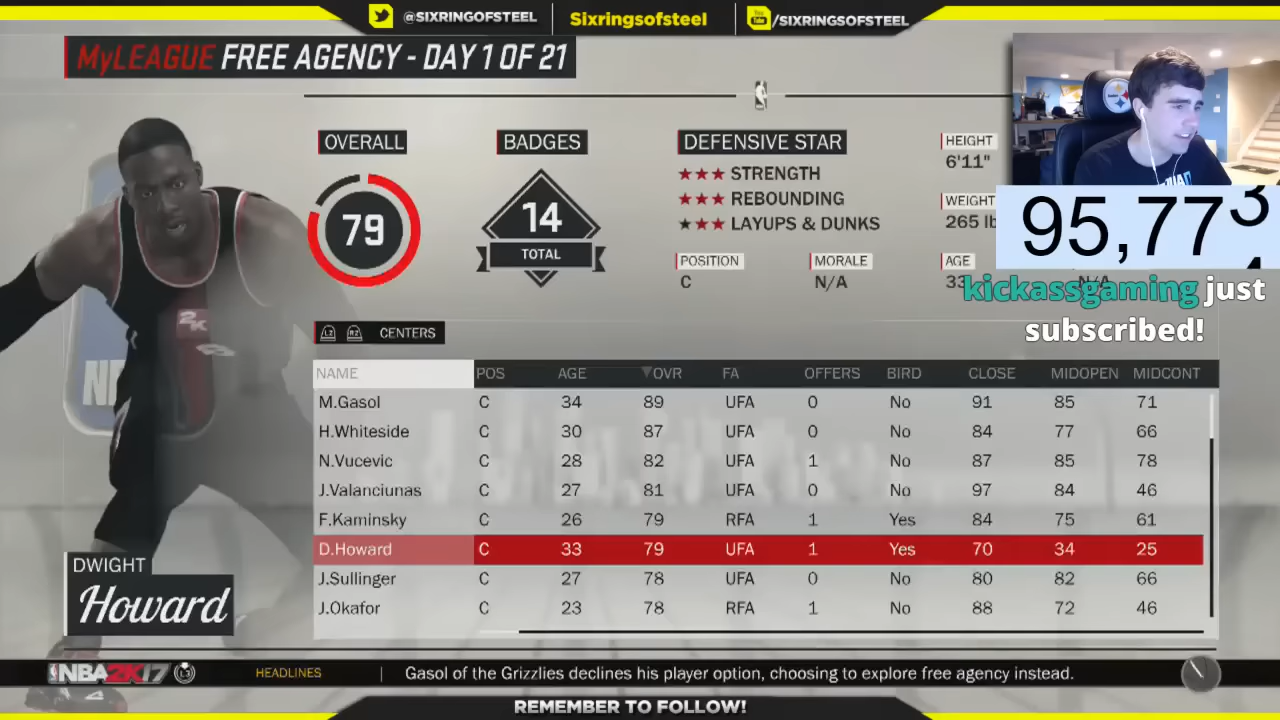 @SIXRINGSOFSTEEL
Sixringsofsteel
/SIXRINGSOFSTEEL
MyLEAGUE FREE AGENCY - DAY 1 OF 21
OVERALL
79
BADGES
14
TOTAL
DEFENSIVE STAR
★★★ STRENGTH
★★★ REBOUNDING
★★★ LAYUPS & DUNKS
POSITION
C
MORALE
N/A
HEIGHT
6'11"
WEIGHT
265 lb
AGE
33
N/A
95,77
kickassgaming just
subscribed!
L2 R2 CENTERS
NAME POS AGE OVR FA OFFERS BIRD CLOSE MIDOPEN MIDCONT
M.Gasol C 34 89 UFA 0 No 91 85 71
H.Whiteside C 30 87 UFA 0 No 84 77 66
N.Vucevic C 28 82 UFA 1 No 87 85 78
J.Valanciunas C 27 81 UFA 0 No 97 84 46
F.Kaminsky C 26 79 RFA 1 Yes 84 75 61
D.Howard C 33 79 UFA 1 Yes 70 34 25
J.Sullinger C 27 78 UFA 0 No 80 82 66
J.Okafor C 23 78 RFA 1 No 88 72 46
DWIGHT
Howard
2K
NBA 2K17 L3
HEADLINES
Gasol of the Grizzlies declines his player option, choosing to explore free agency instead.
REMEMBER TO FOLLOW!